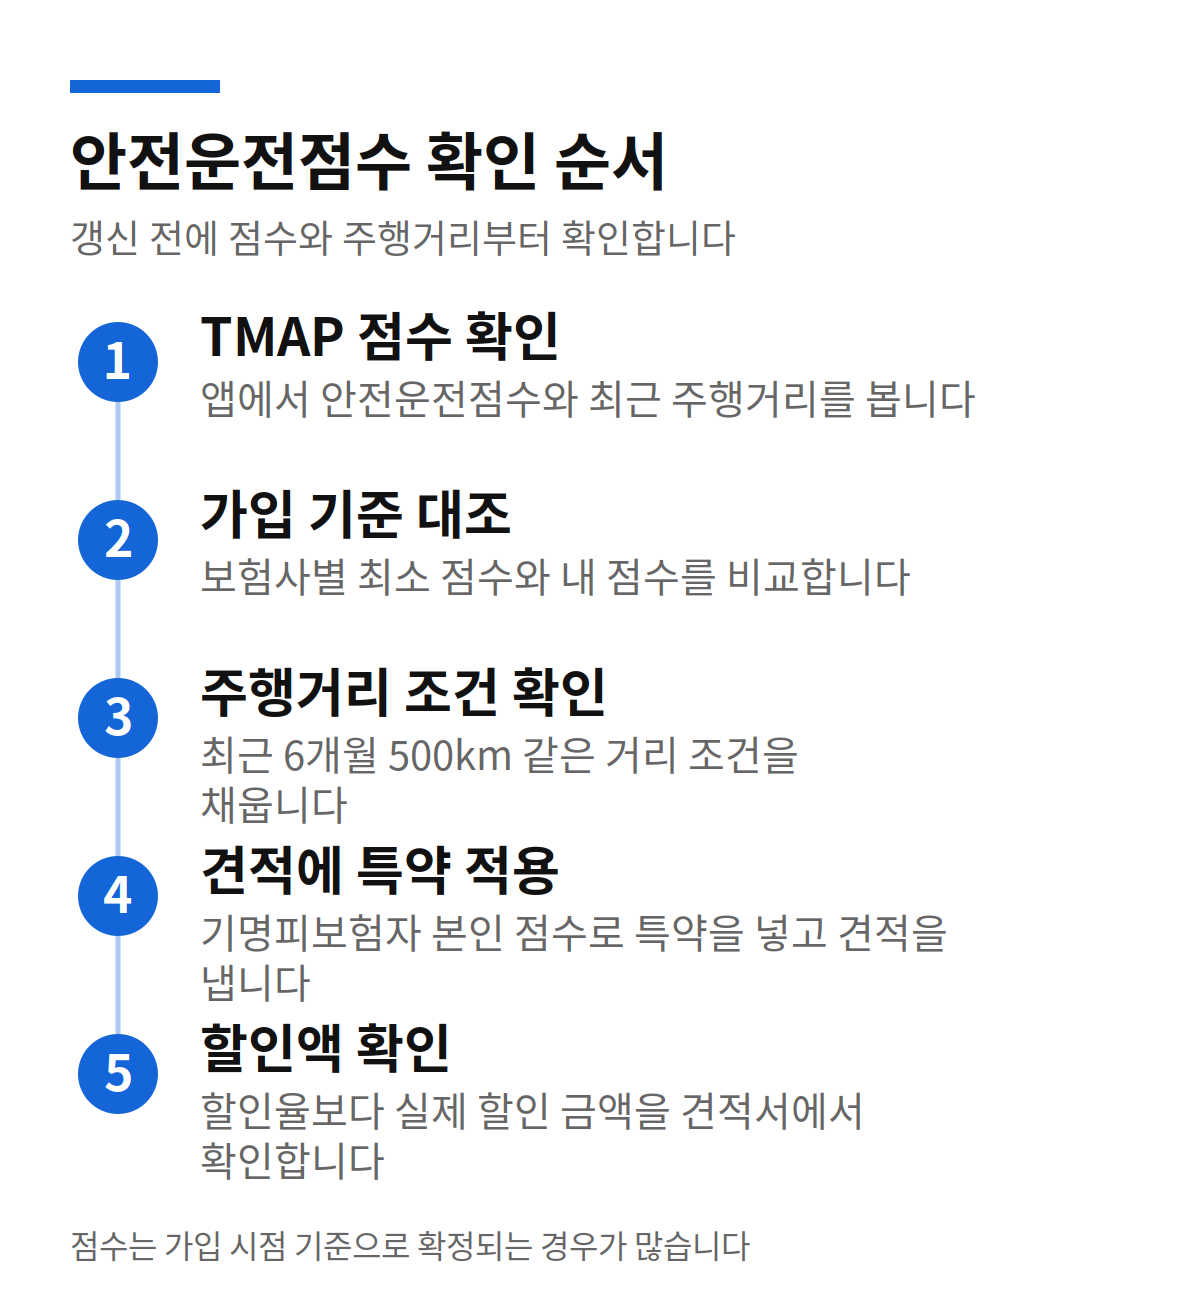 안전운전점수 확인 순서
갱신 전에 점수와 주행거리부터 확인합니다
1
TMAP 점수 확인
앱에서 안전운전점수와 최근 주행거리를 봅니다
2
가입 기준 대조
보험사별 최소 점수와 내 점수를 비교합니다
3
주행거리 조건 확인
최근 6개월 500km 같은 거리 조건을
채웁니다
4
견적에 특약 적용
기명피보험자 본인 점수로 특약을 넣고 견적을
냅니다
5
할인액 확인
할인율보다 실제 할인 금액을 견적서에서
확인합니다
점수는 가입 시점 기준으로 확정되는 경우가 많습니다